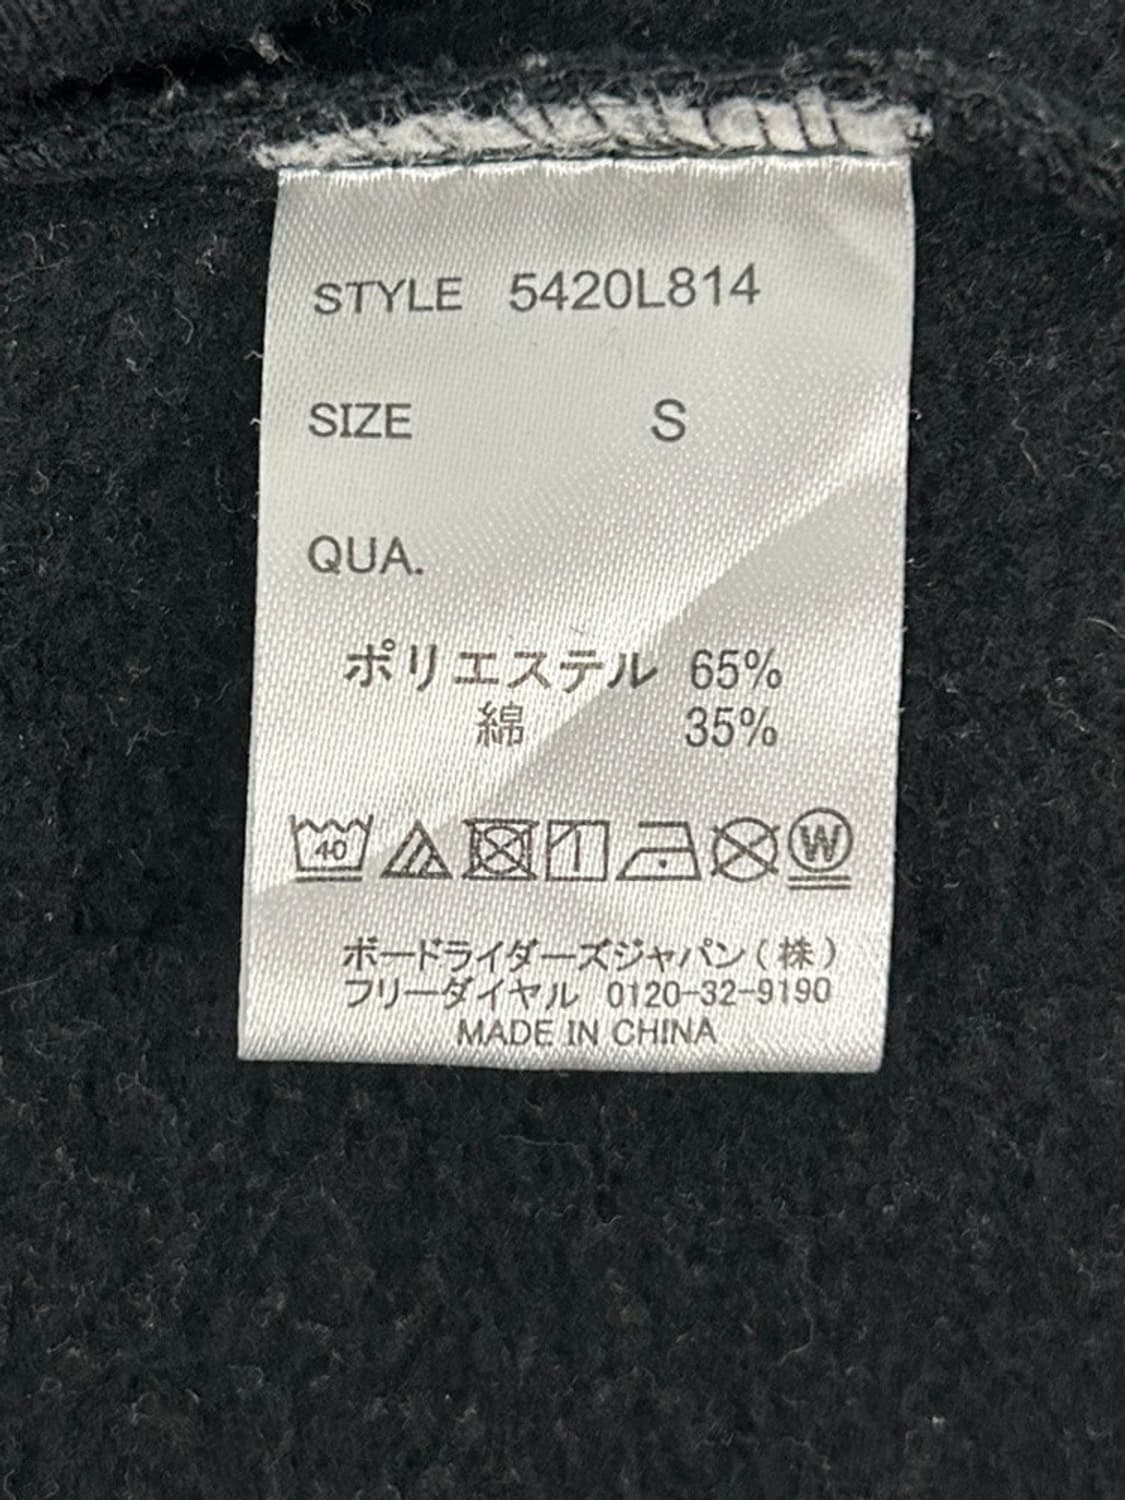 STYLE 5420L814
SIZE S
QUA.
ポリエステル 65%
綿 35%
40 W
ボードライダーズジャパン(株)
フリーダイヤル 0120-32-9190
MADE IN CHINA